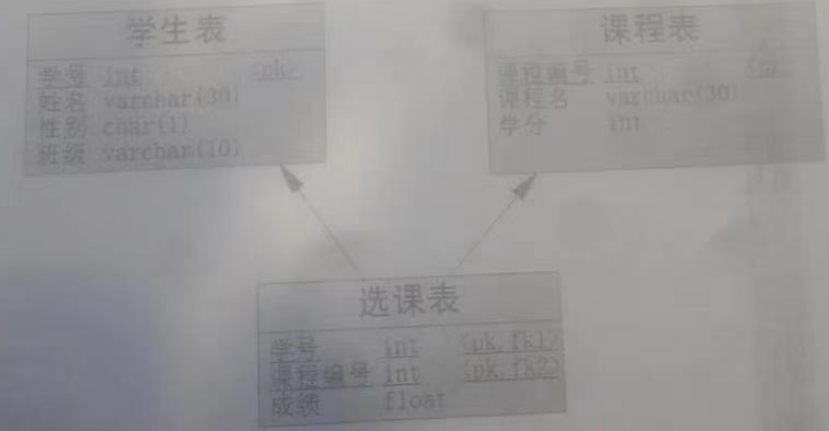 学生表
学号 int <pk>
姓名 varchar(30)
性别 char(1)
班级 varchar(10)
课程表
课程编号 int
课程名 varchar(30)
学分 int
选课表
学号 int <pk,fk1>
课程编号 int <pk,fk2>
成绩 float